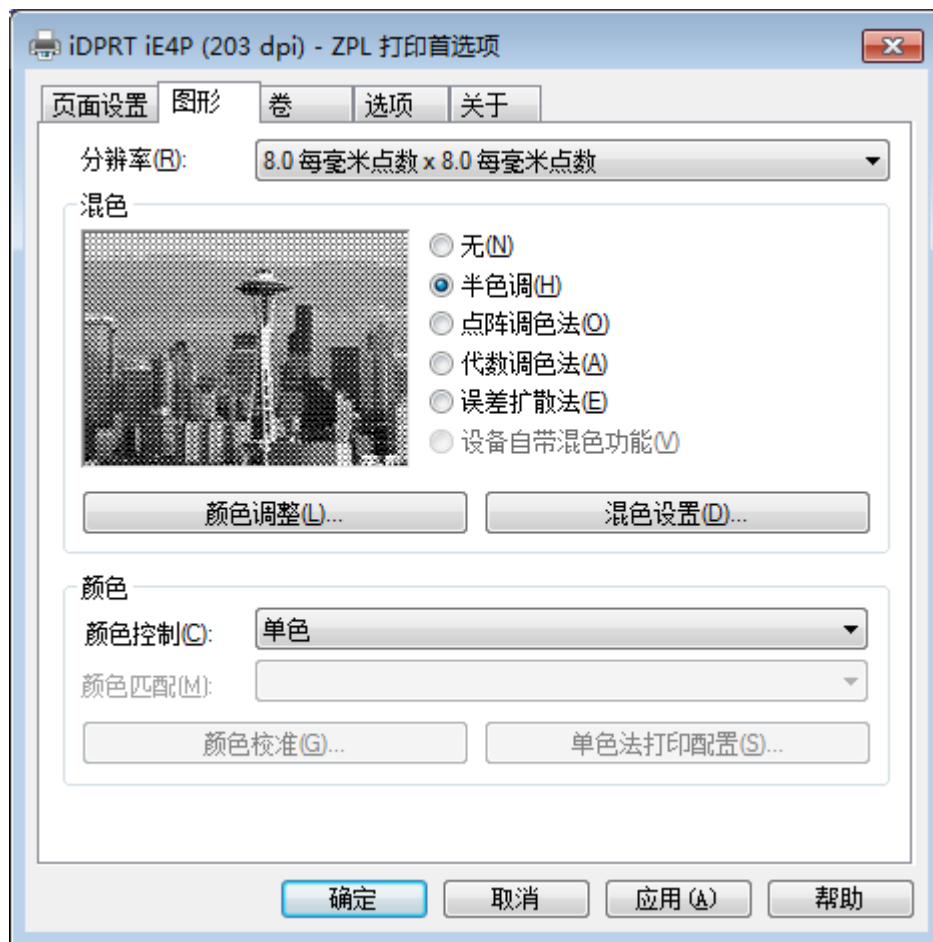 iDPRT iE4P (203 dpi) - ZPL 打印首选项
页面设置 图形 卷 选项 关于
分辨率(R): 8.0 每毫米点数 x 8.0 每毫米点数
混色
无(N)
半色调(H)
点阵调色法(O)
代数调色法(A)
误差扩散法(E)
设备自带混色功能(V)
颜色调整(L)... 混色设置(D)...
颜色
颜色控制(C): 单色
颜色匹配(M):
颜色校准(G)... 单色法打印配置(S)...
确定 取消 应用(A) 帮助